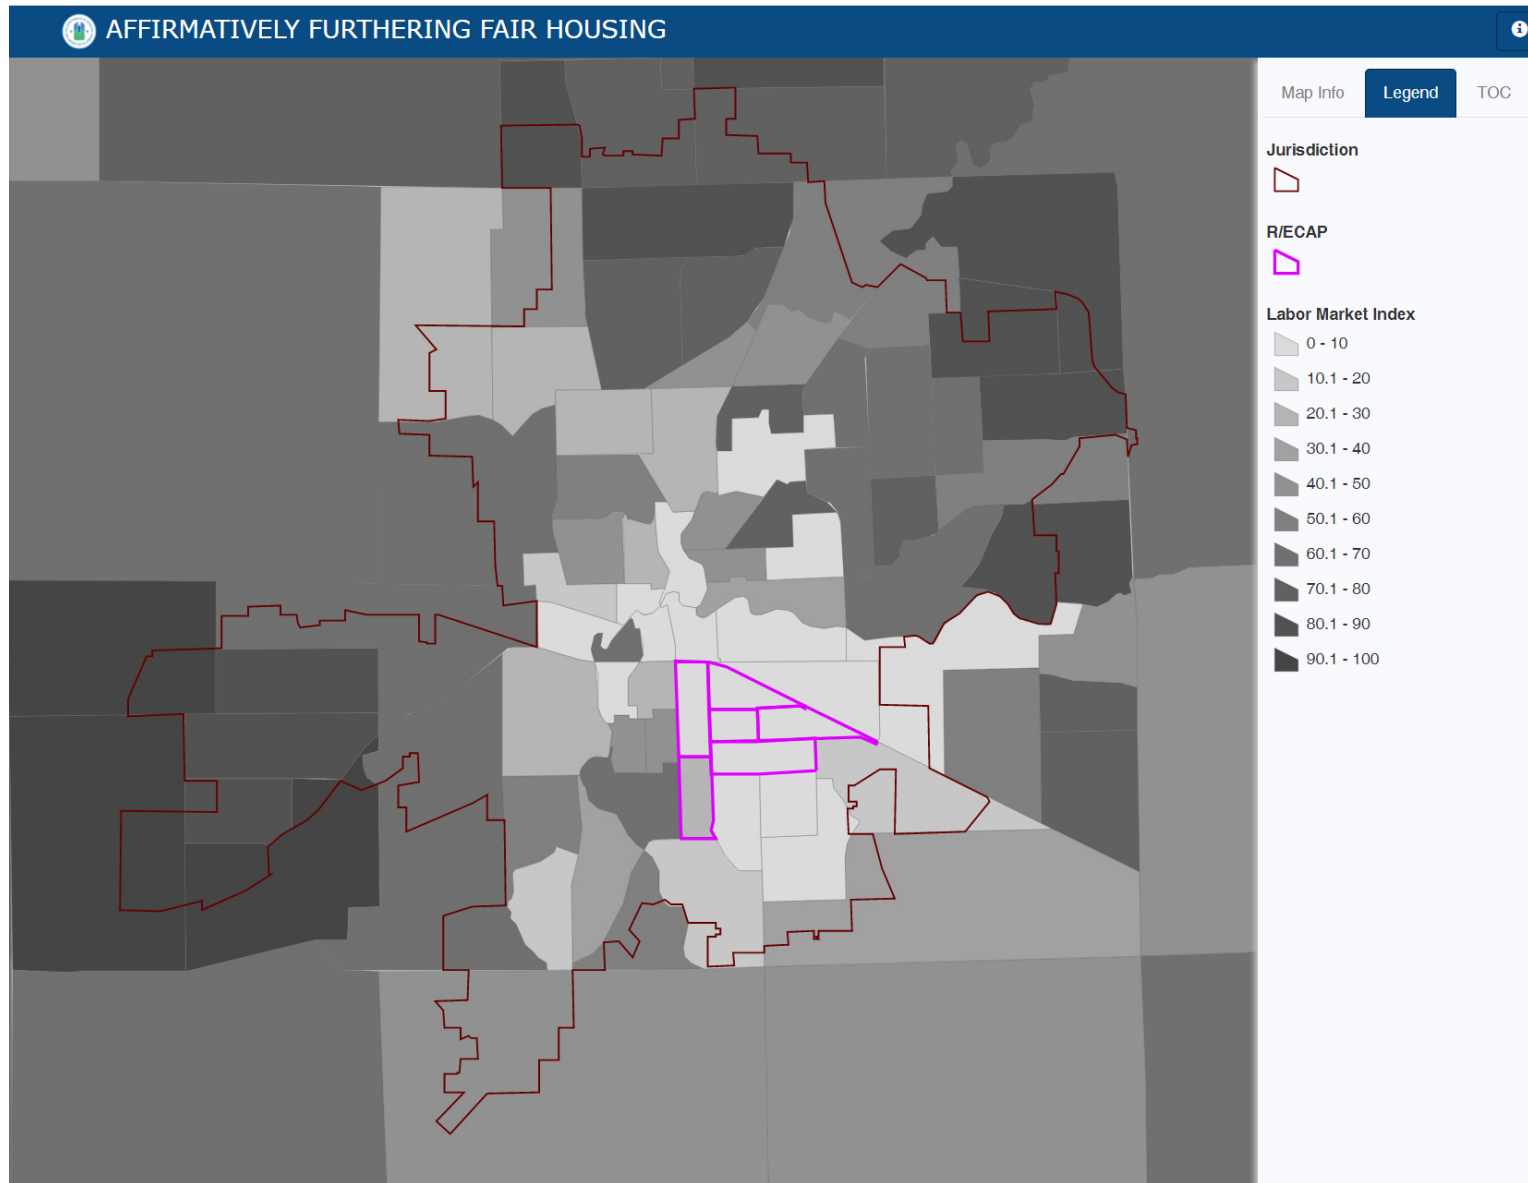 AFFIRMATIVELY FURTHERING FAIR HOUSING
Map Info Legend TOC
Jurisdiction
R/ECAP
Labor Market Index
0 - 10
10.1 - 20
20.1 - 30
30.1 - 40
40.1 - 50
50.1 - 60
60.1 - 70
70.1 - 80
80.1 - 90
90.1 - 100